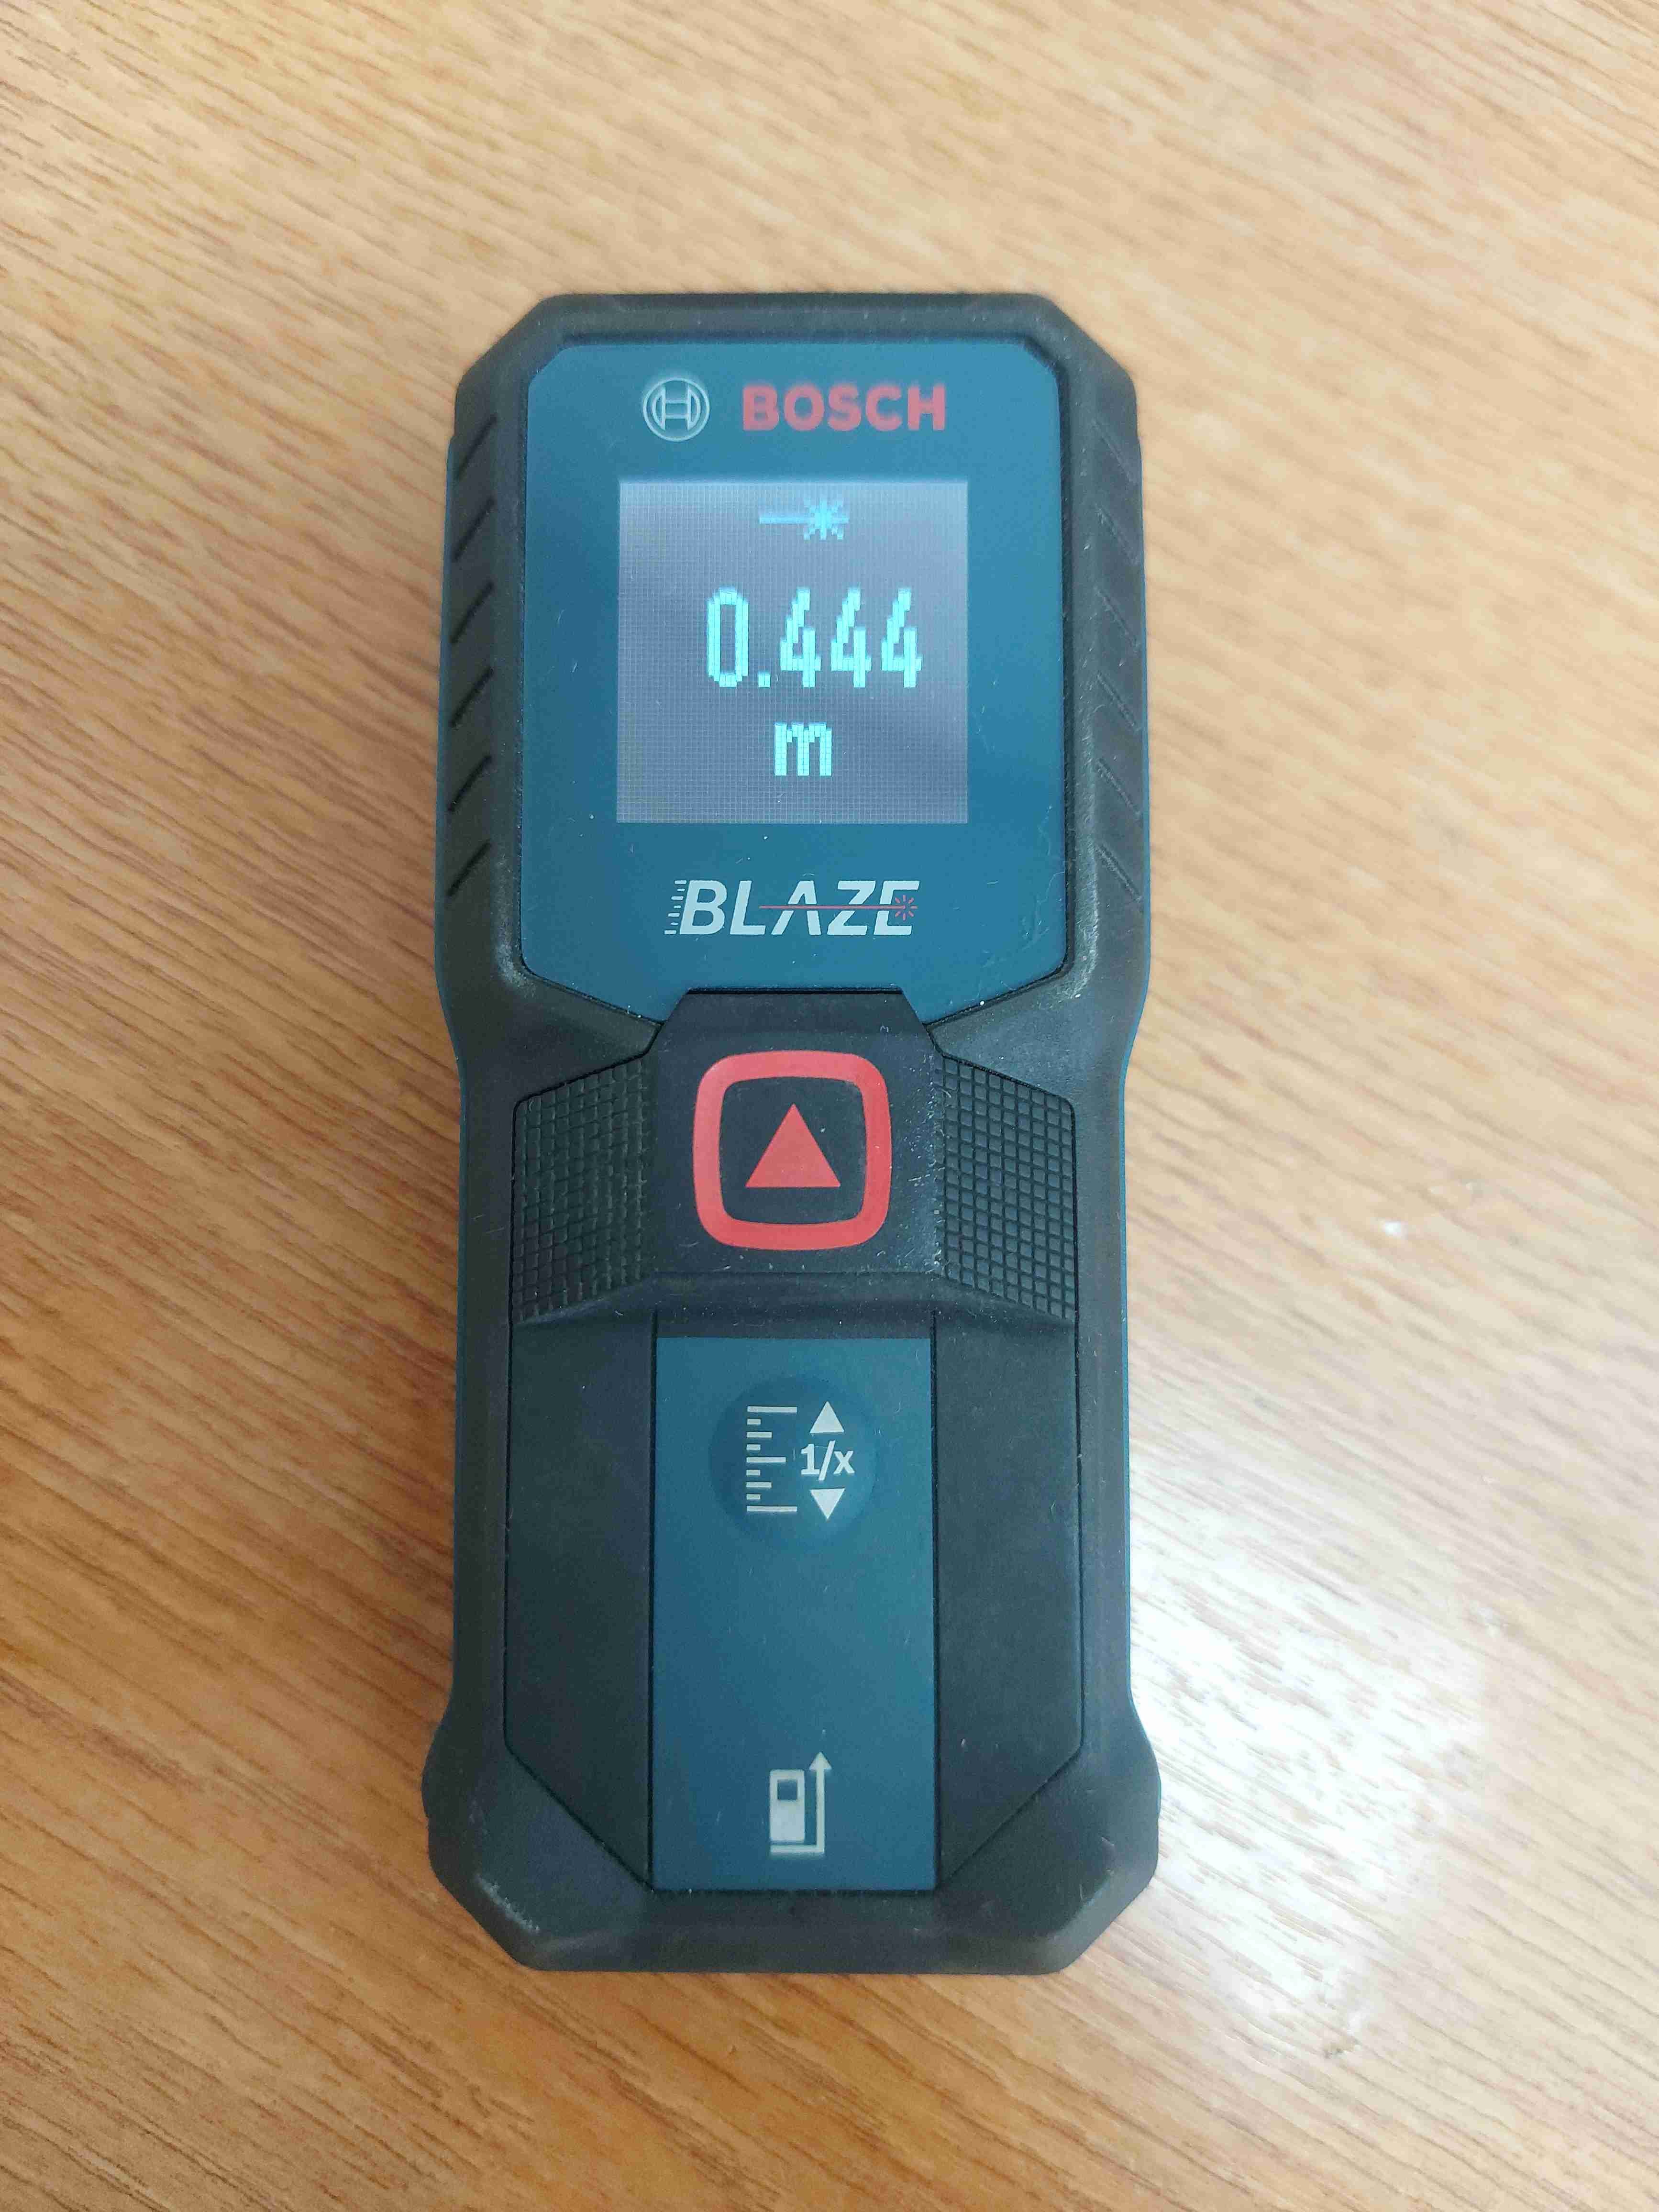 BOSCH
0.444
m
BLAZE
1/x